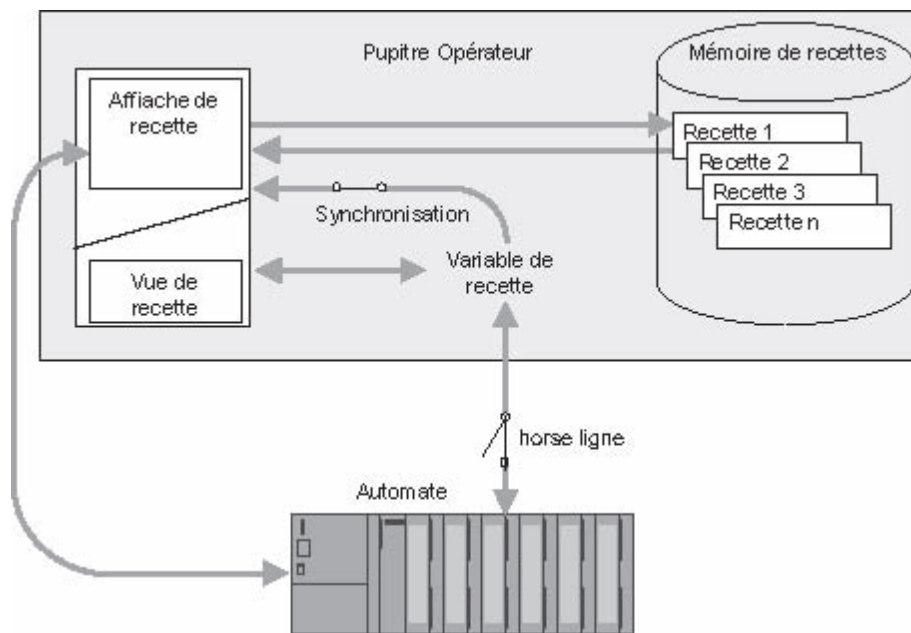 Pupitre Opérateur
Mémoire de recettes
Affiache de
recette
Recette 1
Recette 2
Recette 3
Recette n
Synchronisation
Variable de
recette
Vue de
recette
horse ligne
Automate